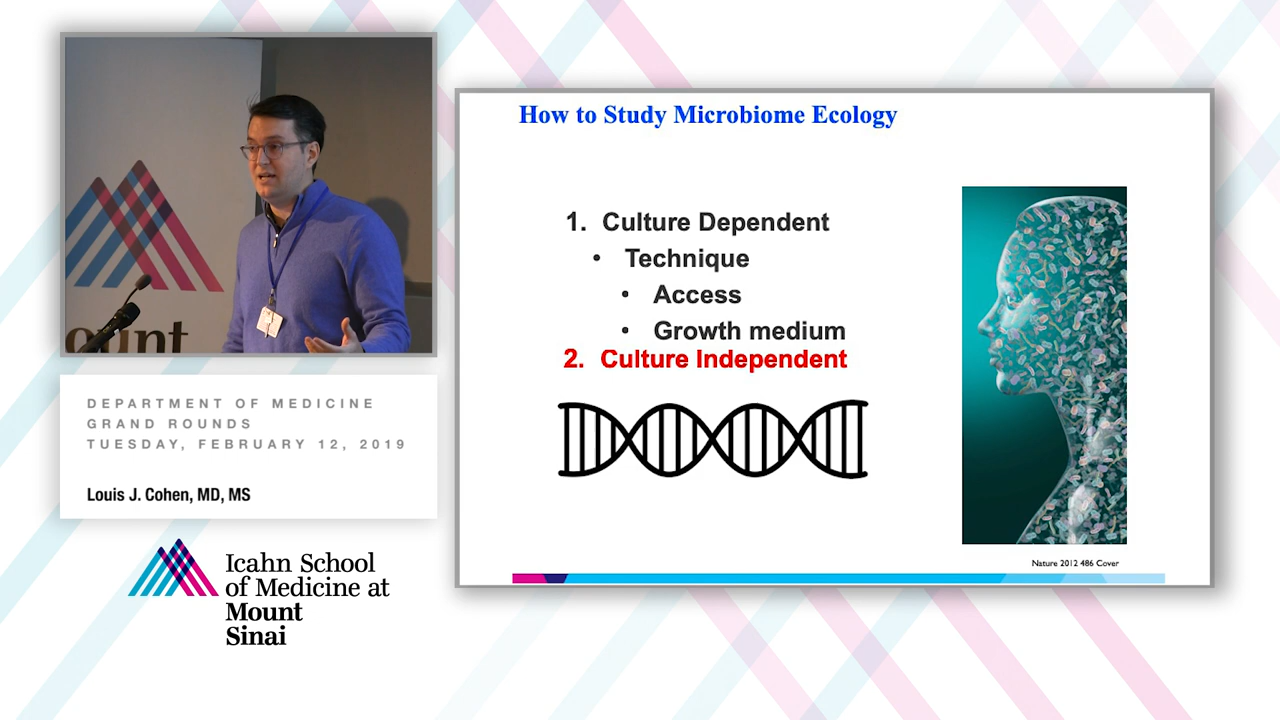 How to Study Microbiome Ecology
1. Culture Dependent
• Technique
• Access
• Growth medium
2. Culture Independent
Nature 2012 486 Cover
ount
DEPARTMENT OF MEDICINE
GRAND ROUNDS
TUESDAY, FEBRUARY 12, 2019
Louis J. Cohen, MD, MS
Icahn School
of Medicine at
Mount
Sinai